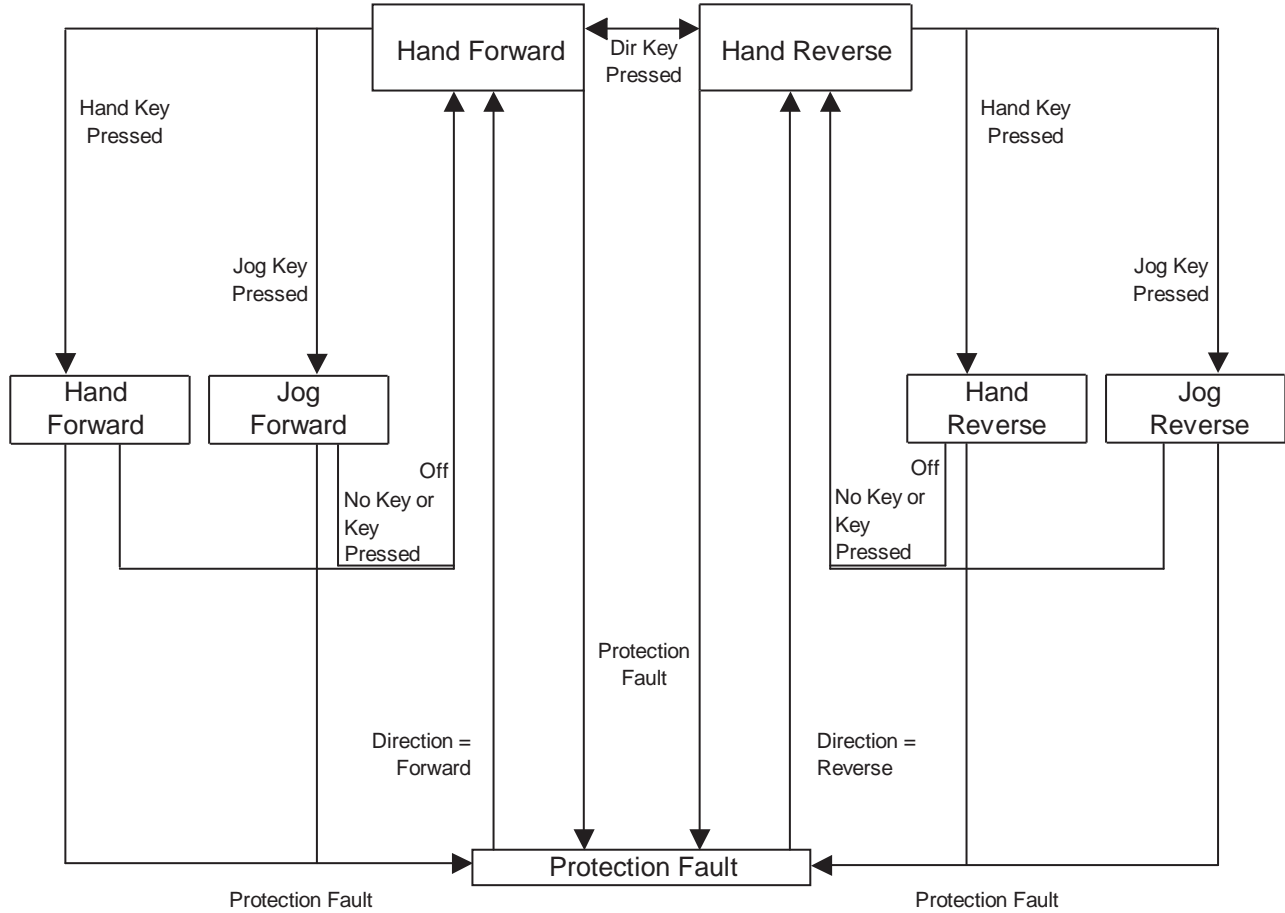 Hand Forward
Dir Key
Pressed
Hand Reverse
Hand Key
Pressed
Hand Key
Pressed
Jog Key
Pressed
Jog Key
Pressed
Hand
Forward
Jog
Forward
Hand
Reverse
Jog
Reverse
Off
No Key or
Key
Pressed
Off
No Key or
Key
Pressed
Protection
Fault
Direction =
Forward
Direction =
Reverse
Protection Fault
Protection Fault
Protection Fault